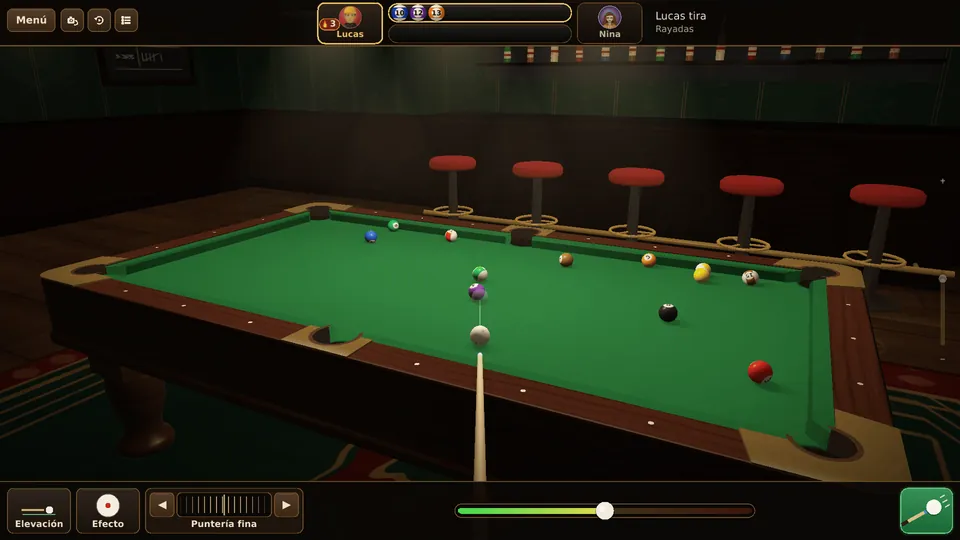 Menú
3
Lucas
10 12 13
Nina
Lucas tira
Rayadas
Elevación
Efecto
Puntería fina